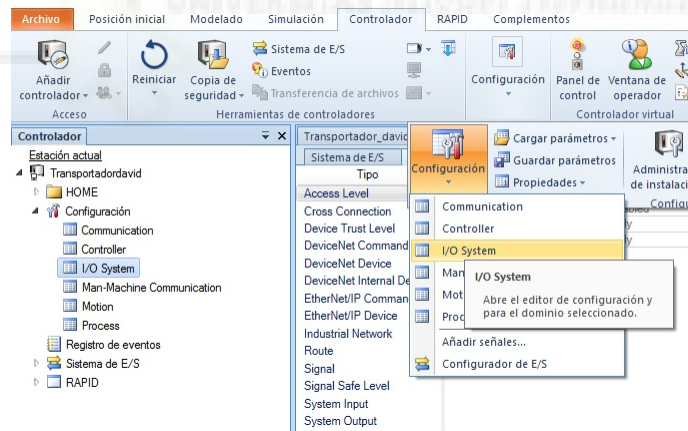 Archivo Posición inicial Modelado Simulación Controlador RAPID Complementos
Añadir controlador
Reiniciar
Copia de seguridad
Sistema de E/S
Eventos
Transferencia de archivos
Configuración
Panel de control
Ventana de operador
Acceso Herramientas de controladores Controlador virtual
Controlador
Estación actual
Transportadordavid
HOME
Configuración
Communication
Controller
I/O System
Man-Machine Communication
Motion
Process
Registro de eventos
Sistema de E/S
RAPID
Transportador_david
Sistema de E/S
Tipo
Access Level
Cross Connection
Device Trust Level
DeviceNet Command
DeviceNet Device
DeviceNet Internal De
EtherNet/IP Comman
EtherNet/IP Device
Industrial Network
Route
Signal
Signal Safe Level
System Input
System Output
Configuración
Cargar parámetros
Guardar parámetros
Propiedades
Administra
de instalaci
Configu
Communication
Controller
I/O System
Man
Mot
Proc
Añadir señales...
Configurador de E/S
I/O System
Abre el editor de configuración y
para el dominio seleccionado.